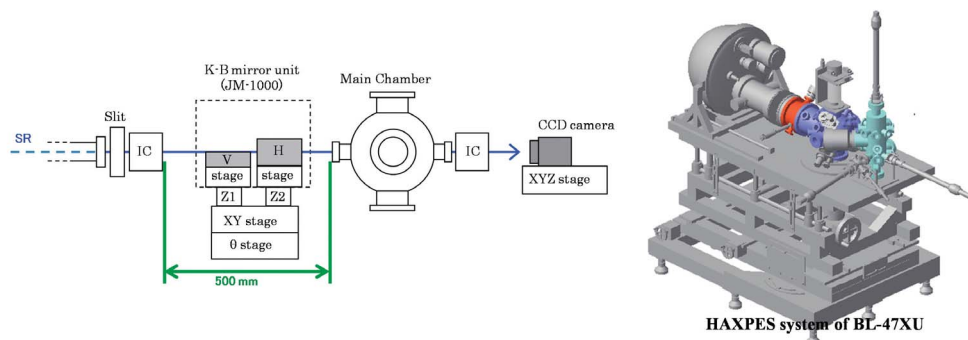 K-B mirror unit
(JM-1000)
Main Chamber
Slit
CCD camera
SR
IC
V
H
IC
stage
stage
XYZ stage
Z1
Z2
XY stage
θ stage
500 mm
HAXPES system of BL-47XU